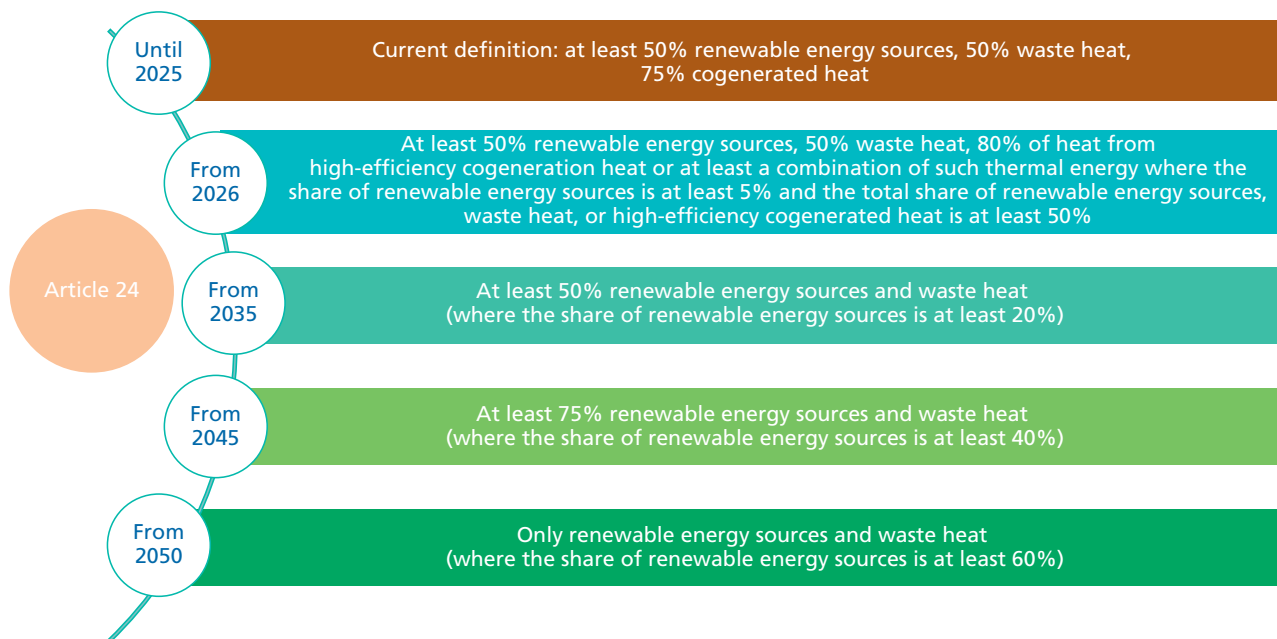 Until
2025
Current definition: at least 50% renewable energy sources, 50% waste heat,
75% cogenerated heat
From
2026
At least 50% renewable energy sources, 50% waste heat, 80% of heat from
high-efficiency cogeneration heat or at least a combination of such thermal energy where the
share of renewable energy sources is at least 5% and the total share of renewable energy sources,
waste heat, or high-efficiency cogenerated heat is at least 50%
Article 24
From
2035
At least 50% renewable energy sources and waste heat
(where the share of renewable energy sources is at least 20%)
From
2045
At least 75% renewable energy sources and waste heat
(where the share of renewable energy sources is at least 40%)
From
2050
Only renewable energy sources and waste heat
(where the share of renewable energy sources is at least 60%)